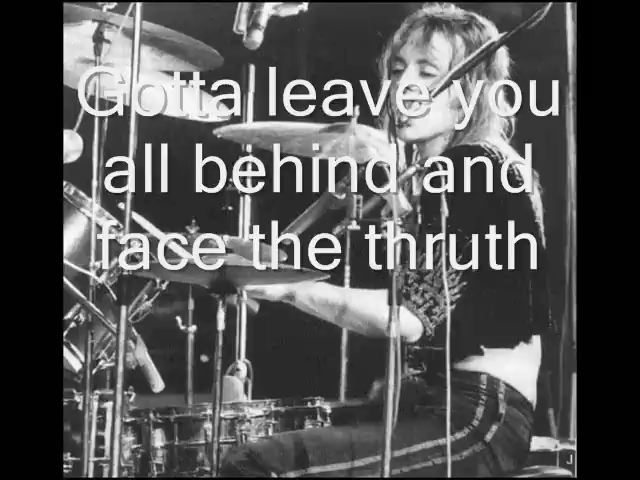 Gotta leave you
all behind and
face the thruth
J